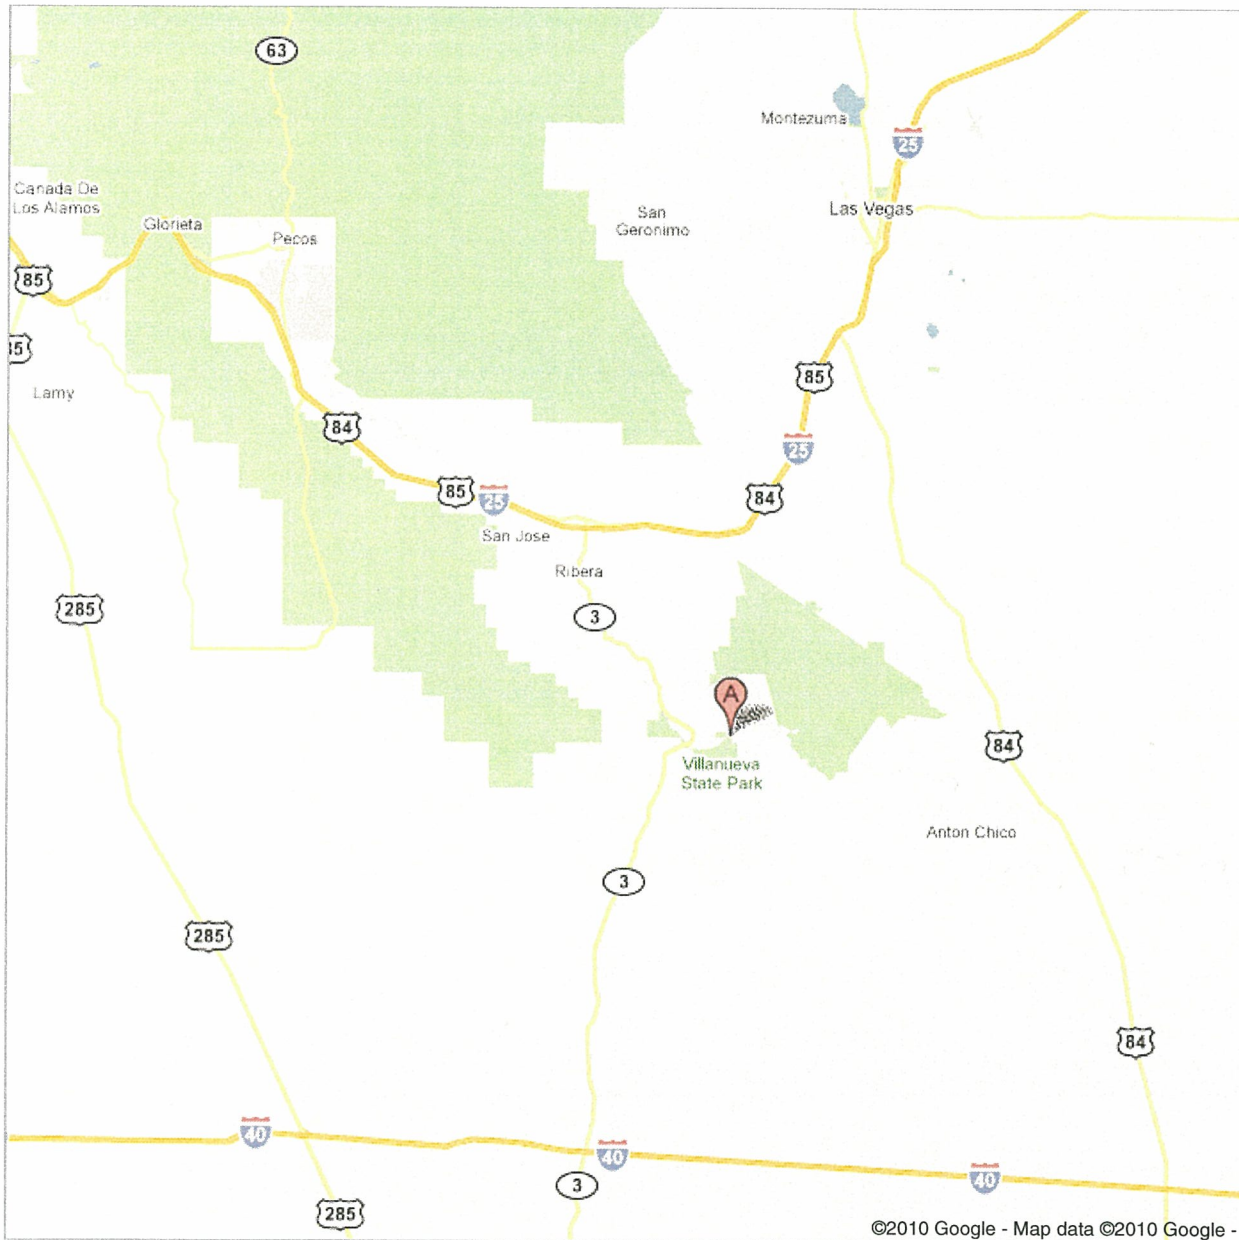 63
Montezuma
25
Canada De
Los Alamos
Glorieta
Pecos
San
Geronimo
Las Vegas
85
85
Lamy
84
85
25
85
25
84
San Jose
Ribera
285
3
A
Villanueva
State Park
84
Anton Chico
3
285
84
40
40
40
3
285
©2010 Google - Map data ©2010 Google -